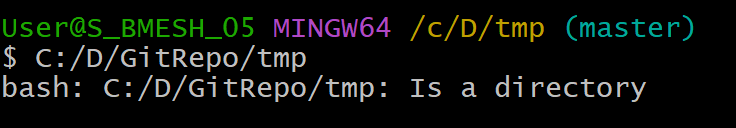 User@S_BMESH_05 MINGW64 /c/D/tmp (master)
$ C:/D/GitRepo/tmp
bash: C:/D/GitRepo/tmp: Is a directory